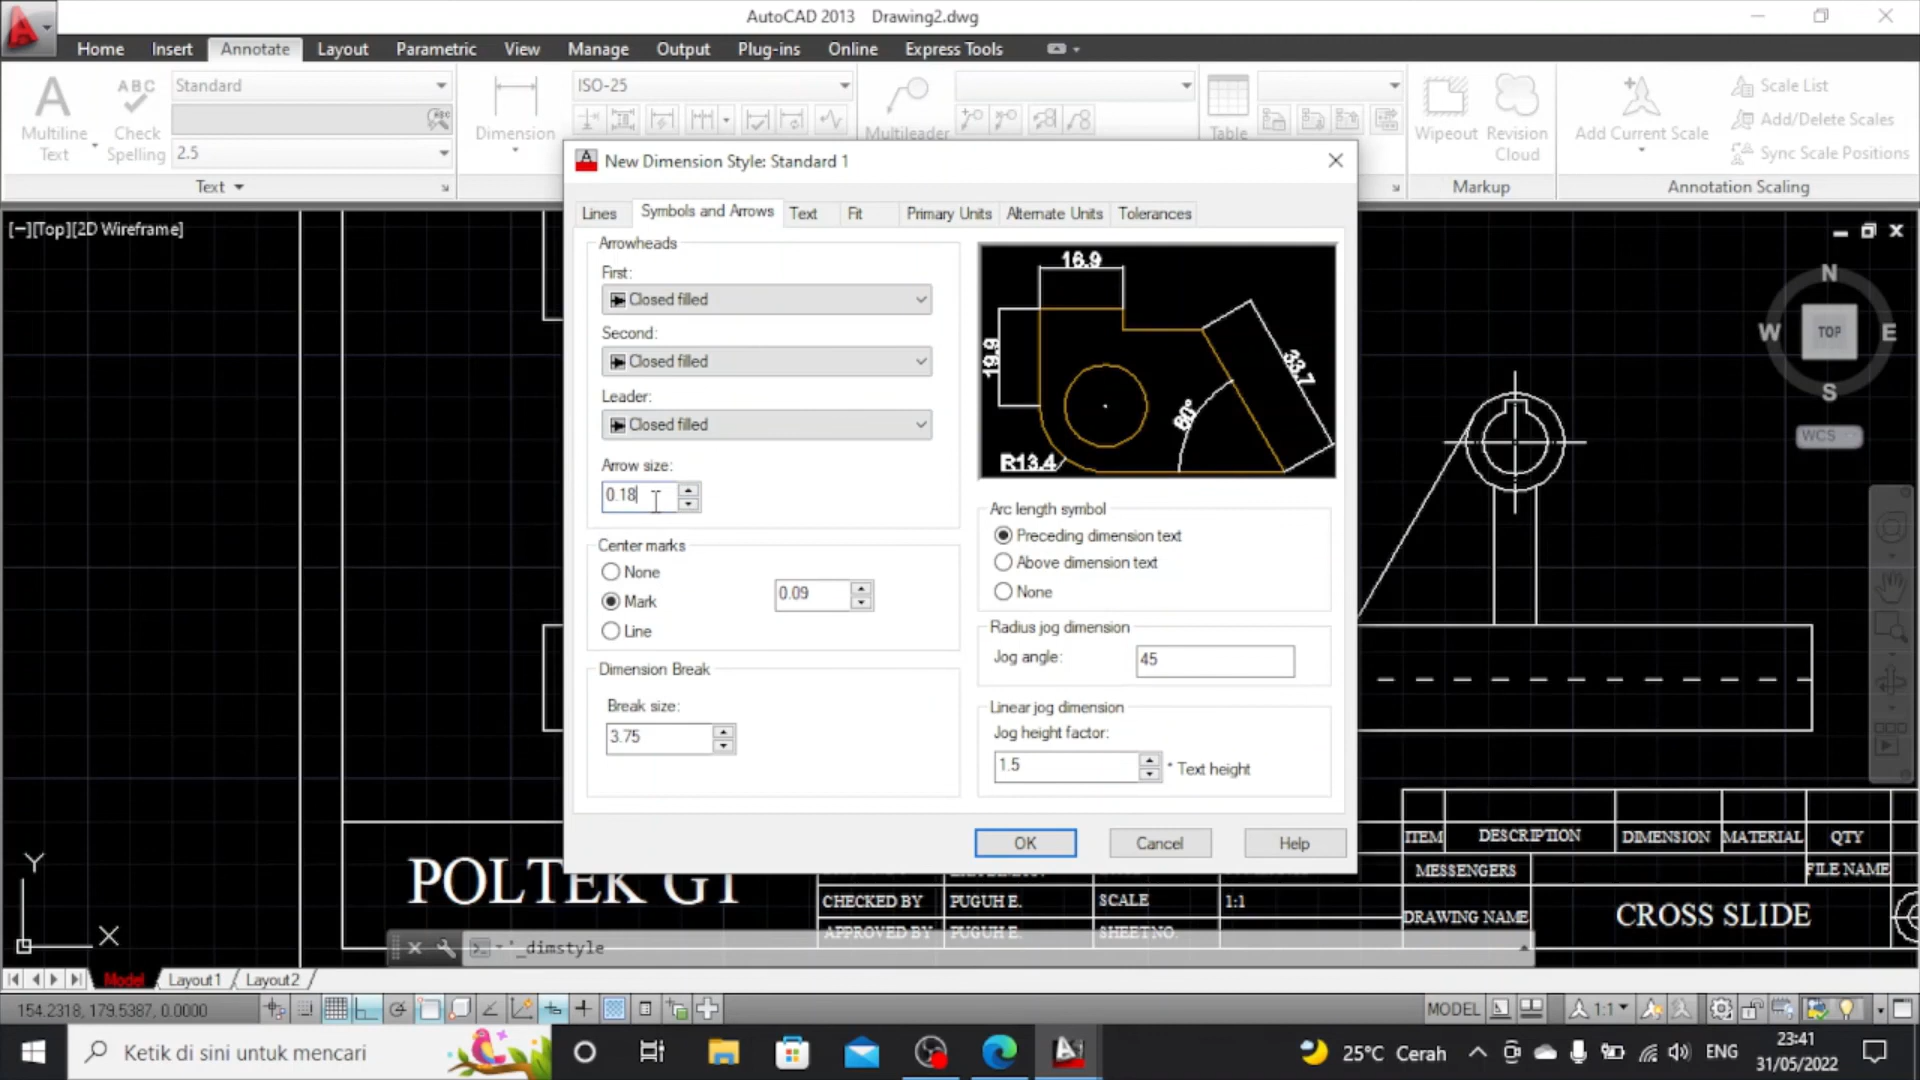 AutoCAD 2013 Drawing2.dwg
Home Insert Annotate Layout Parametric View Manage Output Plug-ins Online Express Tools
Multiline Text
ABC
Check Spelling
Standard
2.5
Text
Dimension
ISO-25
Multileader
Table
Wipeout
Revision Cloud
Markup
Add Current Scale
Scale List
Add/Delete Scales
Sync Scale Positions
Annotation Scaling
[−][Top][2D Wireframe]
New Dimension Style: Standard 1
Lines Symbols and Arrows Text Fit Primary Units Alternate Units Tolerances
Arrowheads
First:
Closed filled
Second:
Closed filled
Leader:
Closed filled
Arrow size:
0.18
Center marks
None
Mark
0.09
Line
Dimension Break
Break size:
3.75
16.9
19.9
33.7
60°
R13.4
Arc length symbol
Preceding dimension text
Above dimension text
None
Radius jog dimension
Jog angle:
45
Linear jog dimension
Jog height factor:
1.5
* Text height
OK Cancel Help
N
W TOP E
S
WCS
POLTEK GT
CHECKED BY PUGUH E. SCALE 1:1
APPROVED BY PUGUH E. SHEET NO.
ITEM DESCRIPTION DIMENSION MATERIAL QTY
MESSENGERS FILE NAME
DRAWING NAME CROSS SLIDE
Y
X
'_dimstyle
Model Layout1 Layout2
154.2318, 179.5387, 0.0000
MODEL
1:1
Ketik di sini untuk mencari
25°C Cerah
ENG
23:41
31/05/2022